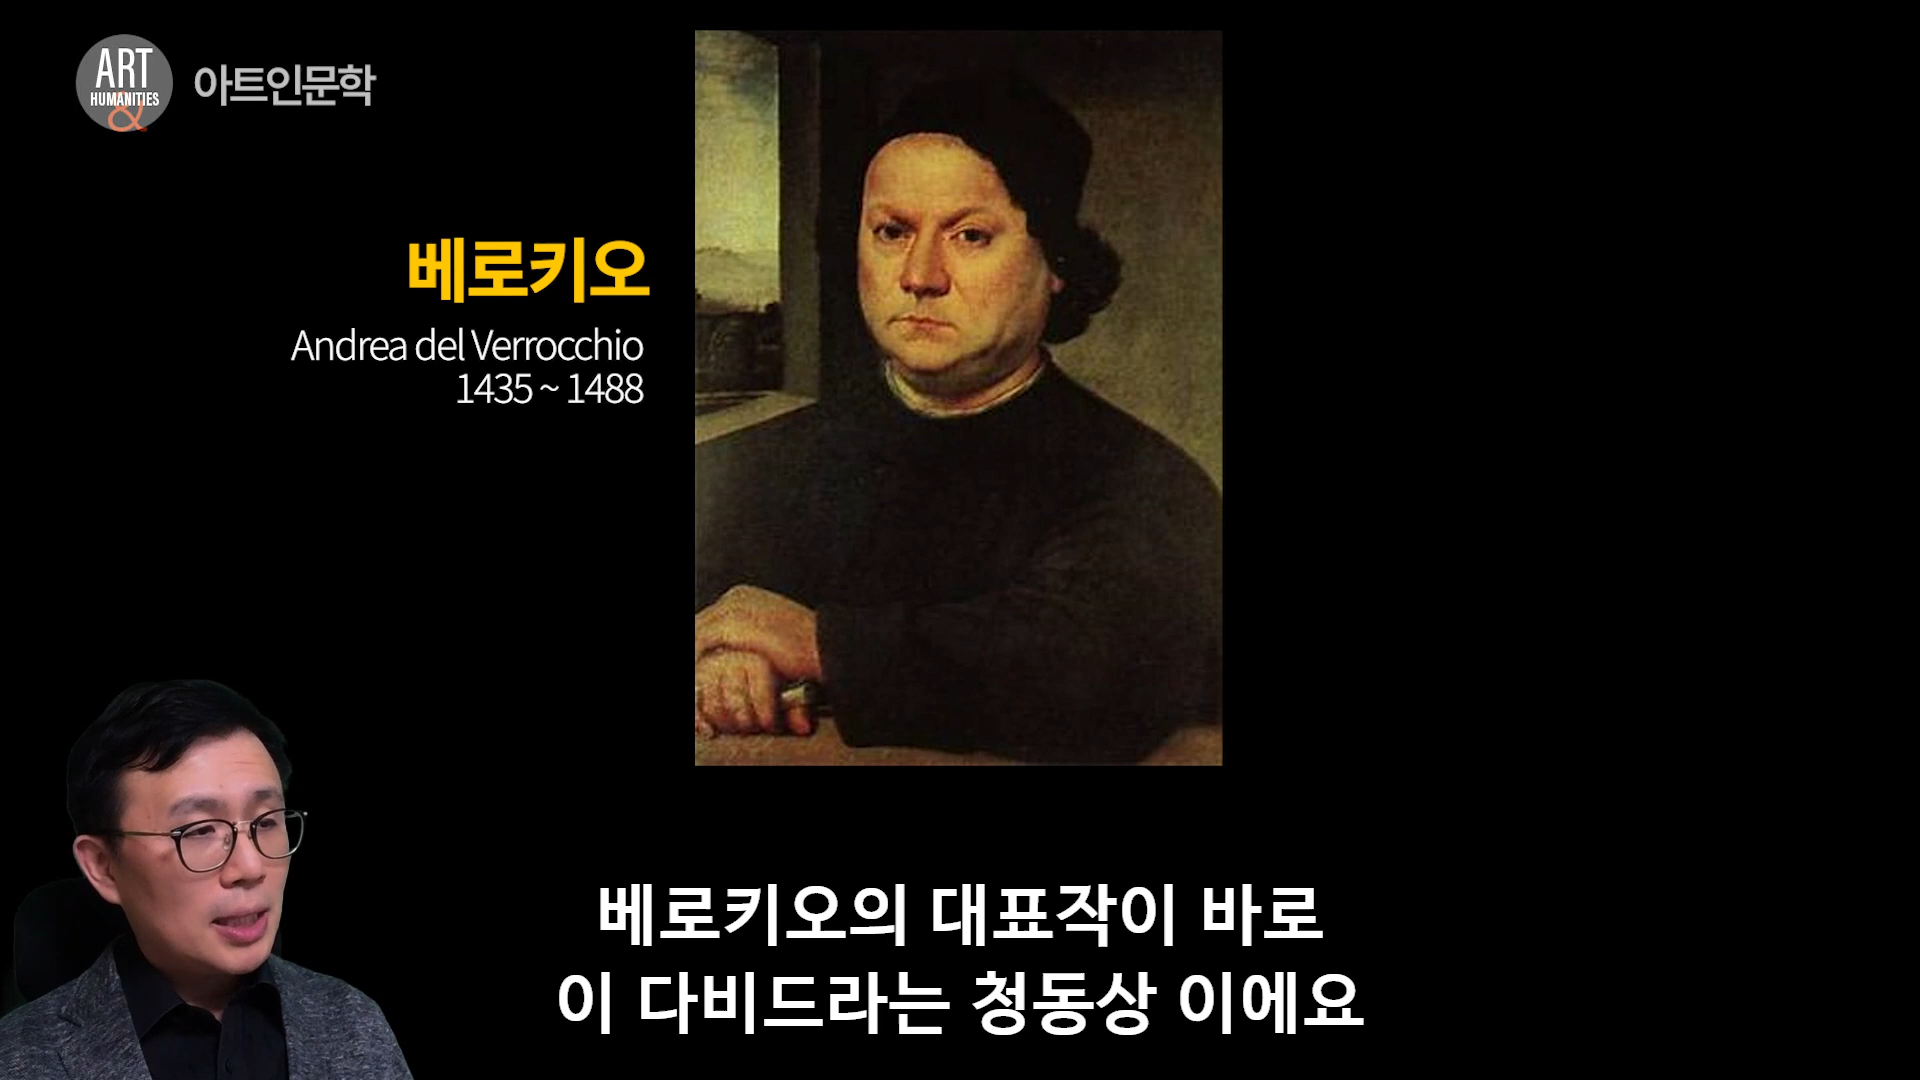 ART
HUMANITIES
&
아트인문학
베로키오
Andrea del Verrocchio
1435 ~ 1488
베로키오의 대표작이 바로
이 다비드라는 청동상 이에요